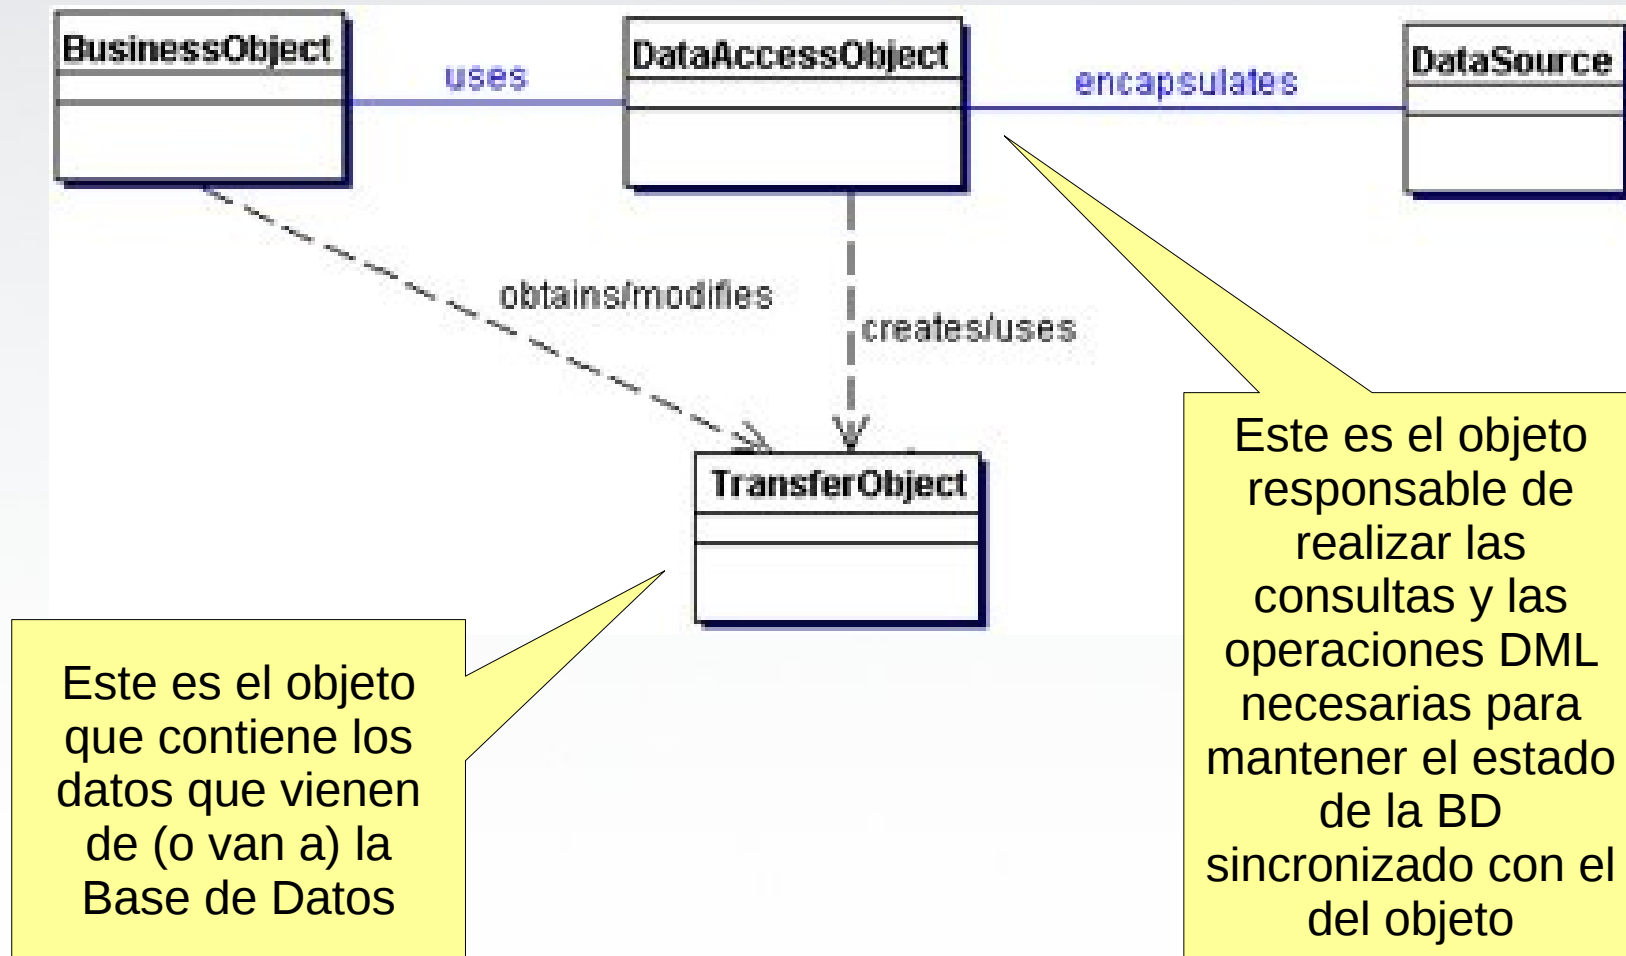 BusinessObject
uses
DataAccessObject
encapsulates
DataSource
obtains/modifies
creates/uses
TransferObject
Este es el objeto
que contiene los
datos que vienen
de (o van a) la
Base de Datos
Este es el objeto
responsable de
realizar las
consultas y las
operaciones DML
necesarias para
mantener el estado
de la BD
sincronizado con el
del objeto